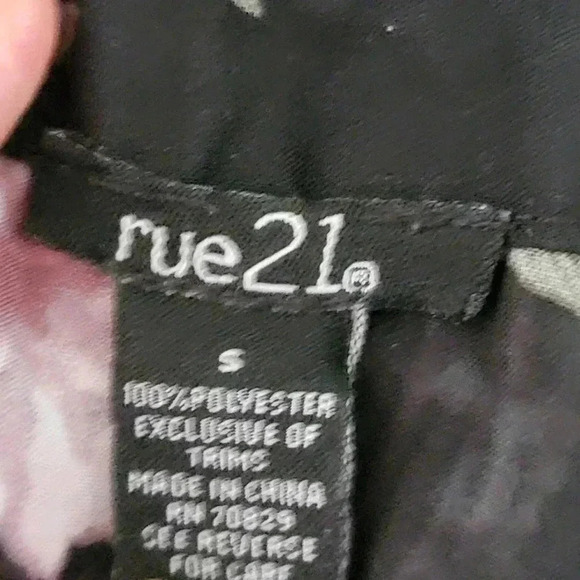 rue21®
S
100% POLYESTER
EXCLUSIVE OF
TRIMS
MADE IN CHINA
RN 70829
SEE REVERSE
FOR CARE